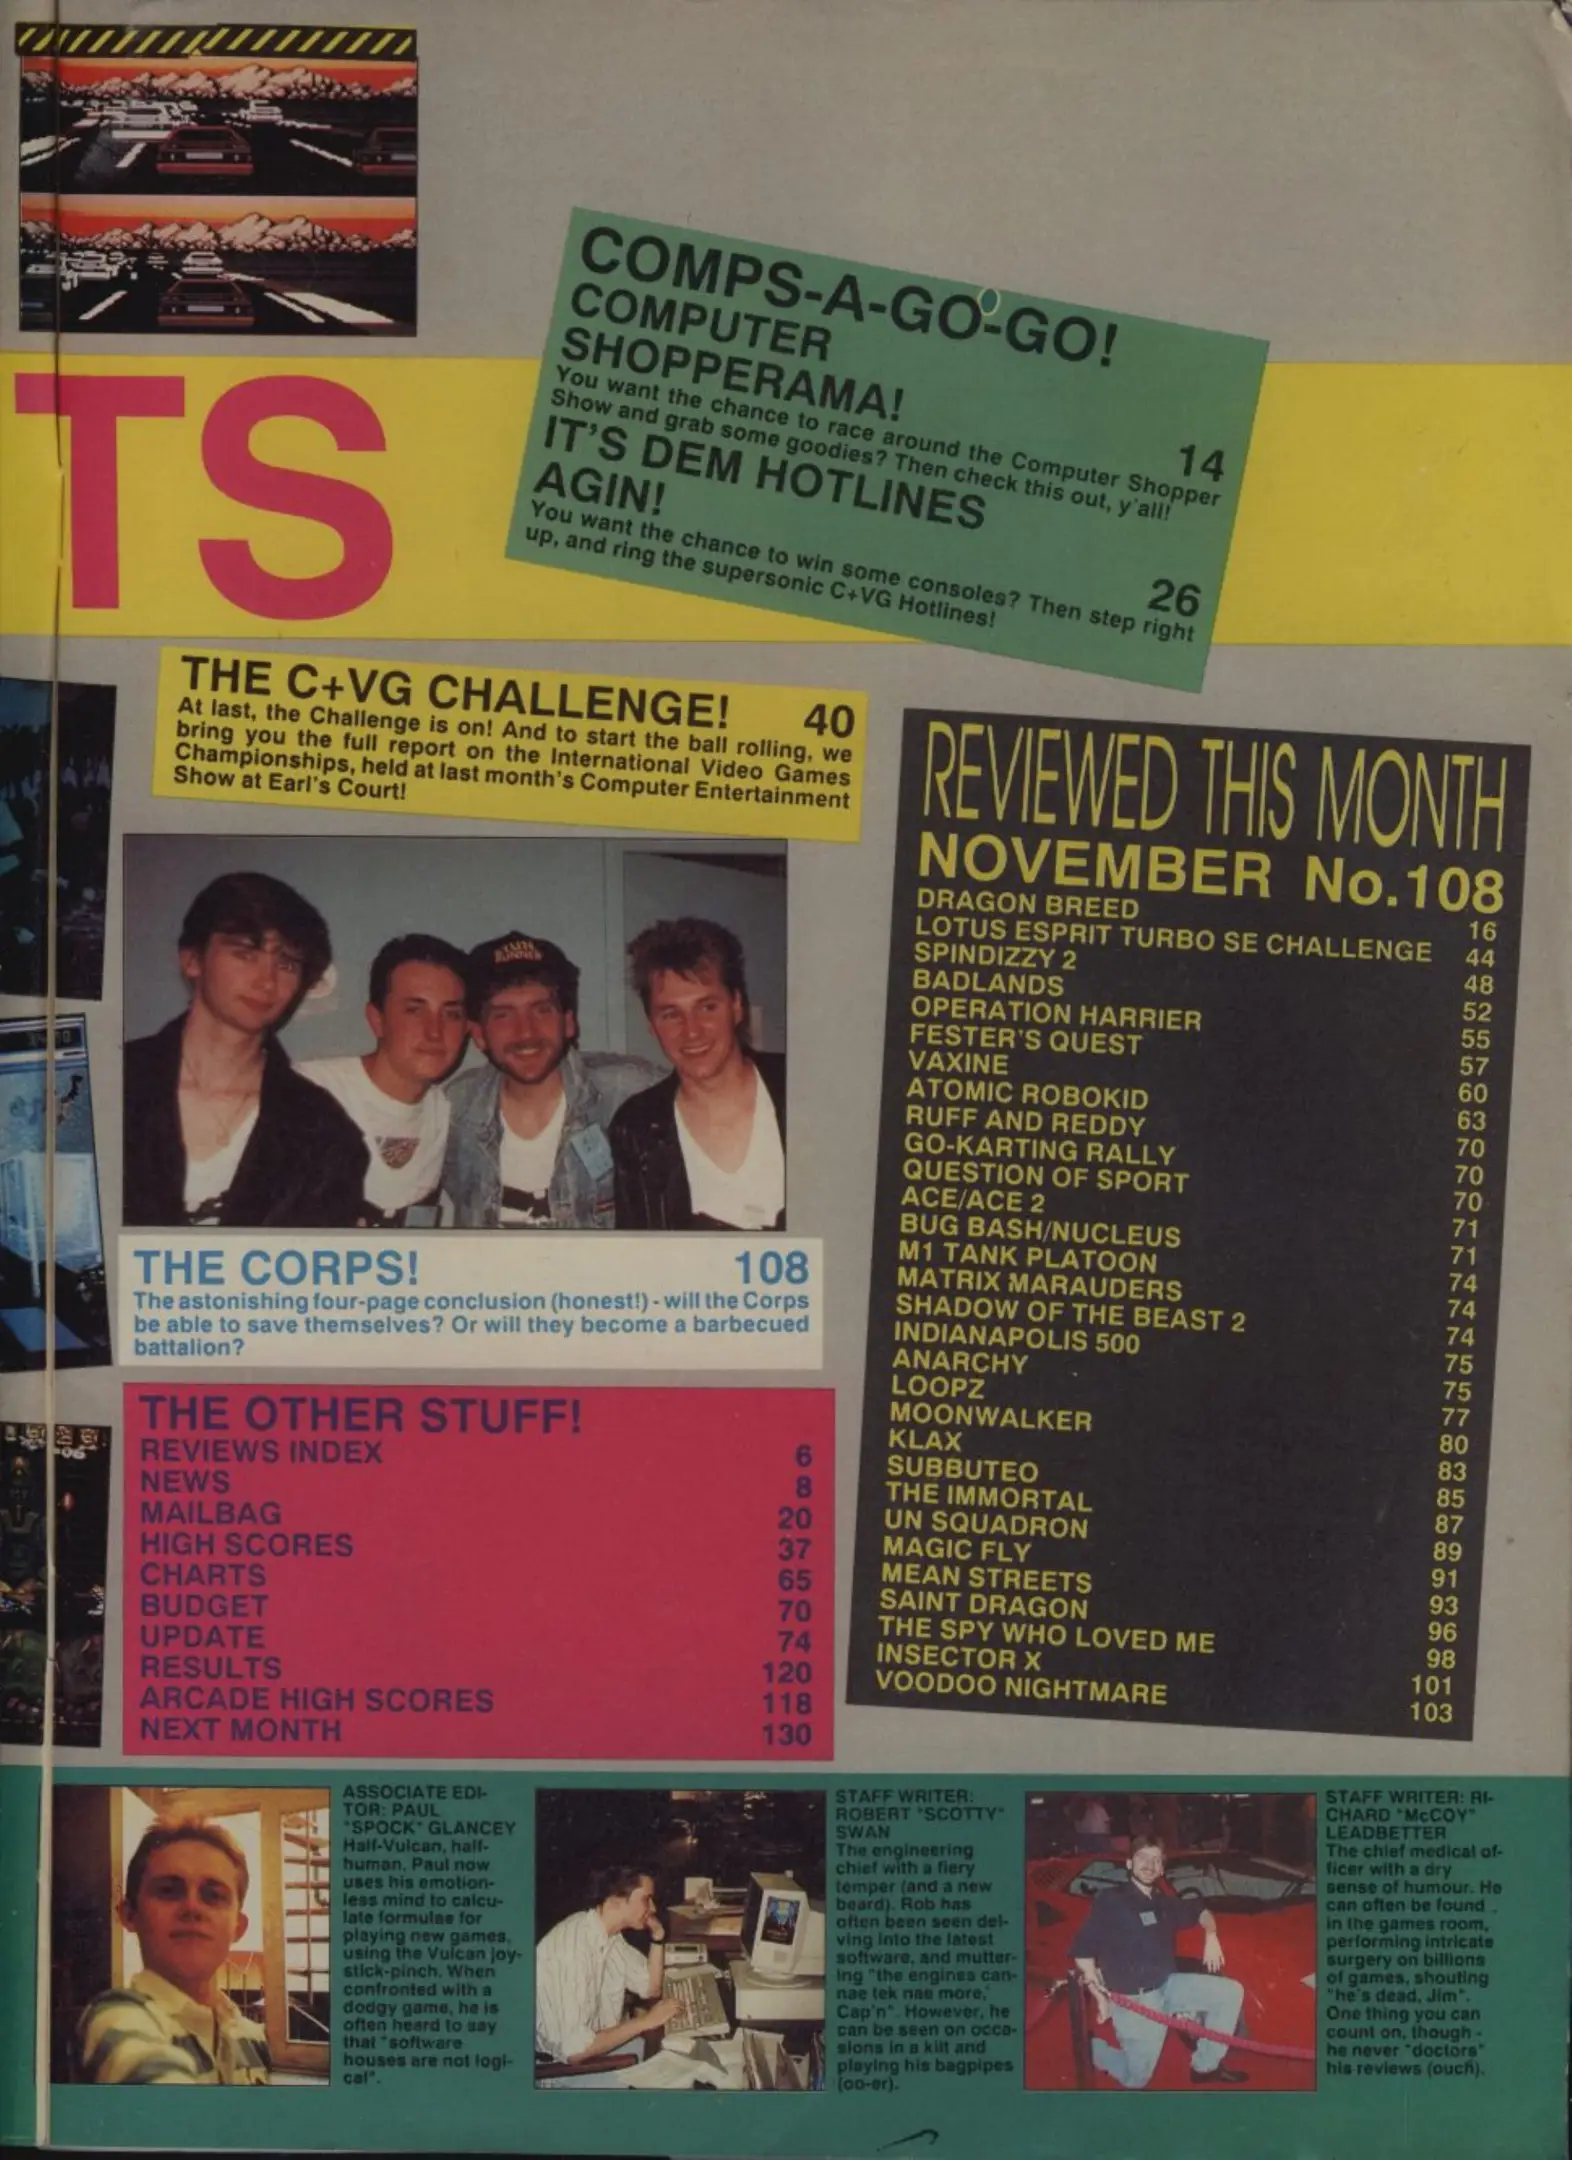 TS
COMPS-A-GO-GO!
COMPUTER
SHOPPERAMA! 14
You want the chance to race around the Computer Shopper
Show and grab some goodies? Then check this out, y'all!
IT'S DEM HOTLINES
AGIN! 26
You want the chance to win some consoles? Then step right
up, and ring the supersonic C+VG Hotlines!
THE C+VG CHALLENGE! 40
At last, the Challenge is on! And to start the ball rolling, we
bring you the full report on the International Video Games
Championships, held at last month's Computer Entertainment
Show at Earl's Court!
THE CORPS! 108
The astonishing four-page conclusion (honest!) - will the Corps
be able to save themselves? Or will they become a barbecued
battalion?
THE OTHER STUFF!
REVIEWS INDEX 6
NEWS 8
MAILBAG 20
HIGH SCORES 37
CHARTS 65
BUDGET 70
UPDATE 74
RESULTS 120
ARCADE HIGH SCORES 118
NEXT MONTH 130
REVIEWED THIS MONTH
NOVEMBER No.108
DRAGON BREED 16
LOTUS ESPRIT TURBO SE CHALLENGE 44
SPINDIZZY 2 48
BADLANDS 52
OPERATION HARRIER 55
FESTER'S QUEST 57
VAXINE 60
ATOMIC ROBOKID 63
RUFF AND REDDY 70
GO-KARTING RALLY 70
QUESTION OF SPORT 70
ACE/ACE 2 71
BUG BASH/NUCLEUS 71
M1 TANK PLATOON 74
MATRIX MARAUDERS 74
SHADOW OF THE BEAST 2 74
INDIANAPOLIS 500 75
ANARCHY 75
LOOPZ 77
MOONWALKER 80
KLAX 83
SUBBUTEO 85
THE IMMORTAL 87
UN SQUADRON 89
MAGIC FLY 91
MEAN STREETS 93
SAINT DRAGON 96
THE SPY WHO LOVED ME 98
INSECTOR X 101
VOODOO NIGHTMARE 103
ASSOCIATE EDI-
TOR: PAUL
"SPOCK" GLANCEY
Half-Vulcan, half-
human, Paul now
uses his emotion-
less mind to calcu-
late formulae for
playing new games,
using the Vulcan joy-
stick-pinch. When
confronted with a
dodgy game, he is
often heard to say
that "software
houses are not logi-
cal".
STAFF WRITER:
ROBERT "SCOTTY"
SWAN
The engineering
chief with a fiery
temper (and a new
beard). Rob has
often been seen del-
ving into the latest
software, and mutter-
ing "the engines can-
nae tek nae more,
Cap'n". However, he
can be seen on occa-
sions in a kilt and
playing his bagpipes
(oo-er).
STAFF WRITER: RI-
CHARD "McCOY"
LEADBETTER
The chief medical of-
ficer with a dry
sense of humour. He
can often be found
in the games room,
performing intricate
surgery on billions
of games, shouting
"he's dead, Jim".
One thing you can
count on, though -
he never "doctors"
his reviews (ouch).